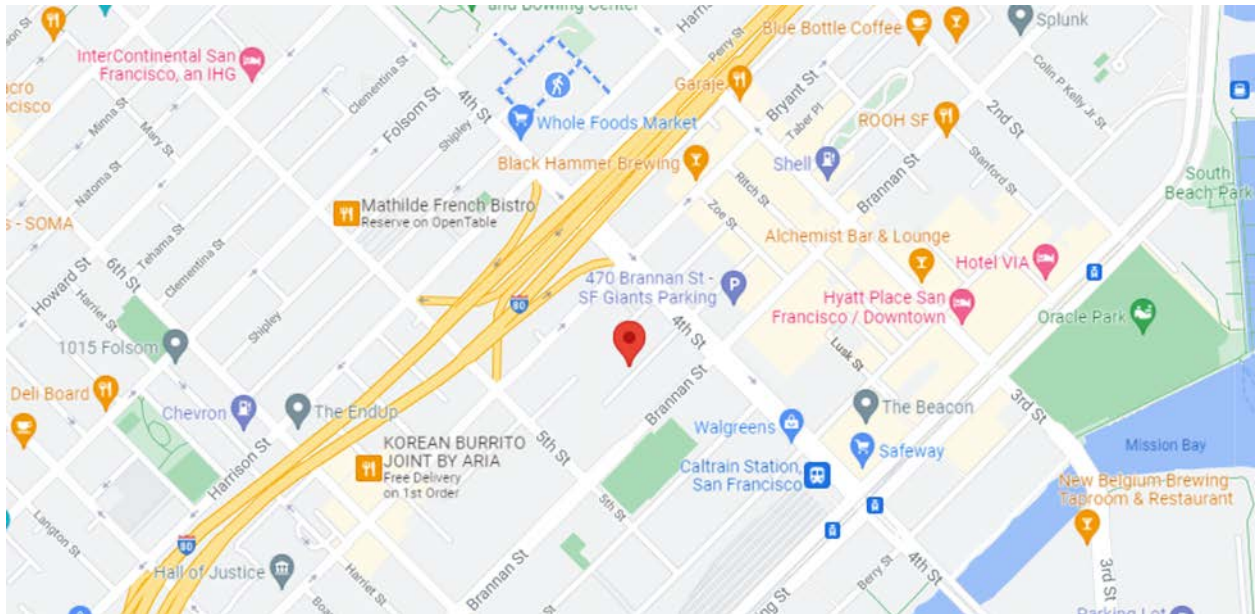 and Bowling Center
Harris
Perry St
Blue Bottle Coffee
Splunk
InterContinental San
Francisco, an IHG
acro
ncisco
Clementina St
4th St
Folsom St
Shipley
Garaje
Colin P Kelly Jr St
Minna St
Mary St
Natoma St
Whole Foods Market
Bryant St
Taber Pl
2nd St
ROOH SF
Black Hammer Brewing
Shell
Stanford St
Brannan St
South
Beach Park
Ritch St
Zoe St
Mathilde French Bistro
Reserve on OpenTable
s - SOMA
Tehama St
Clementina St
6th St
Howard St
Harriet St
Shipley
Alchemist Bar & Lounge
Hotel VIA
470 Brannan St -
SF Giants Parking
Hyatt Place San
Francisco / Downtown
Oracle Park
80
4th St
Lusk St
1015 Folsom
Deli Board
Chevron
The EndUp
Brannan St
The Beacon
3rd St
Walgreens
Safeway
Mission Bay
Harrison St
KOREAN BURRITO
JOINT BY ARIA
Free Delivery
on 1st Order
5th St
Caltrain Station,
San Francisco
New Belgium Brewing
Taproom & Restaurant
5th St
Langton St
80
Hall of Justice
Harriet St
Brannan St
4th St
Berry St
3rd St
Parking Lot